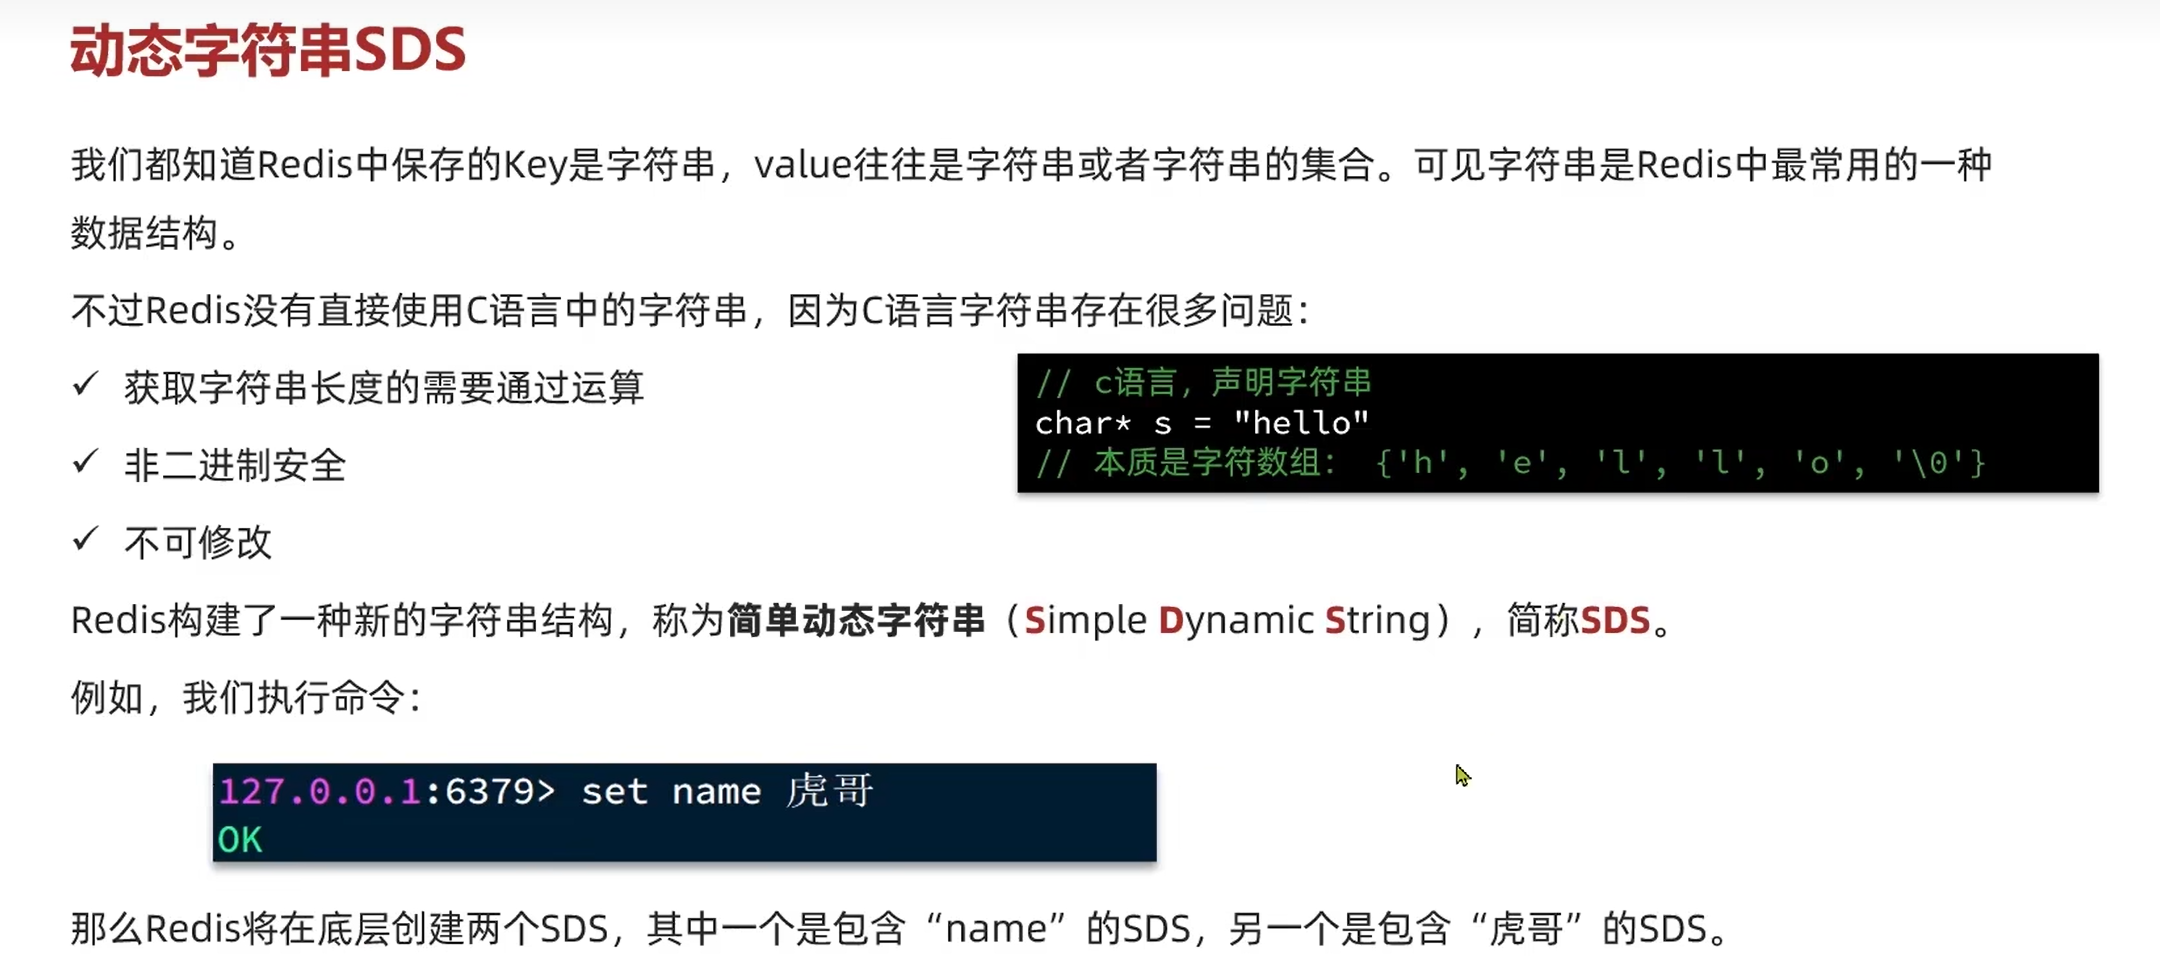 动态字符串SDS
我们都知道Redis中保存的Key是字符串，value往往是字符串或者字符串的集合。可见字符串是Redis中最常用的一种
数据结构。
不过Redis没有直接使用C语言中的字符串，因为C语言字符串存在很多问题：
✓ 获取字符串长度的需要通过运算
✓ 非二进制安全
✓ 不可修改
// c语言，声明字符串
char* s = "hello"
// 本质是字符数组： {'h', 'e', 'l', 'l', 'o', '\0'}
Redis构建了一种新的字符串结构，称为简单动态字符串（Simple Dynamic String），简称SDS。
例如，我们执行命令：
127.0.0.1:6379> set name 虎哥
OK
那么Redis将在底层创建两个SDS，其中一个是包含“name”的SDS，另一个是包含“虎哥”的SDS。